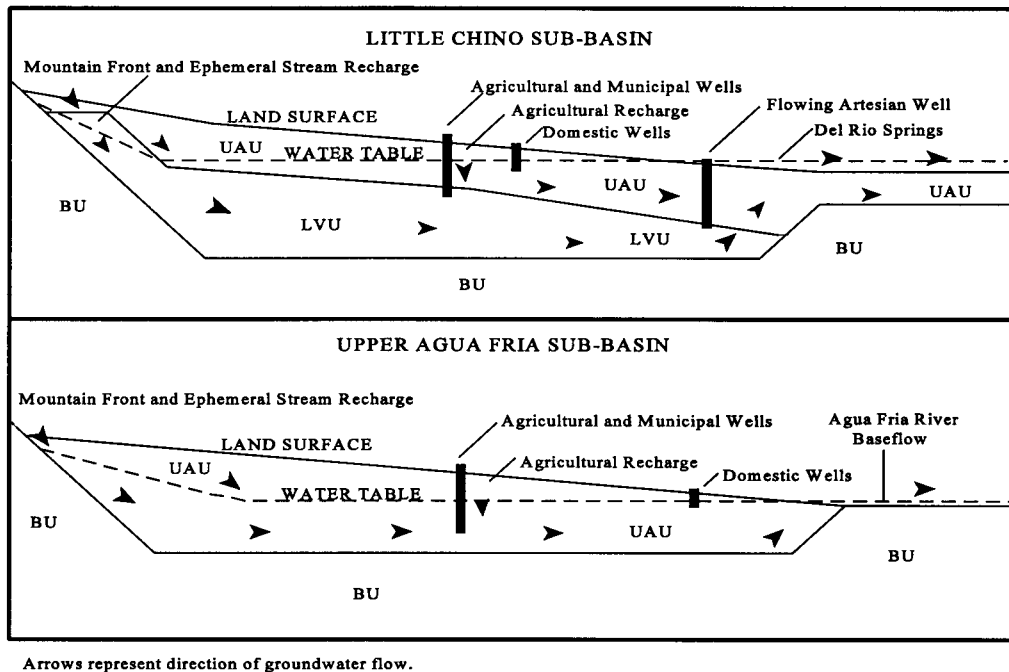 LITTLE CHINO SUB-BASIN
Mountain Front and Ephemeral Stream Recharge
Agricultural and Municipal Wells
Agricultural Recharge
Domestic Wells
Flowing Artesian Well
Del Rio Springs
LAND SURFACE
UAU
WATER TABLE
UAU
UAU
BU
LVU
LVU
BU
BU
UPPER AGUA FRIA SUB-BASIN
Mountain Front and Ephemeral Stream Recharge
Agricultural and Municipal Wells
Agua Fria River
Baseflow
LAND SURFACE
Agricultural Recharge
Domestic Wells
UAU
WATER TABLE
BU
UAU
BU
BU
Arrows represent direction of groundwater flow.